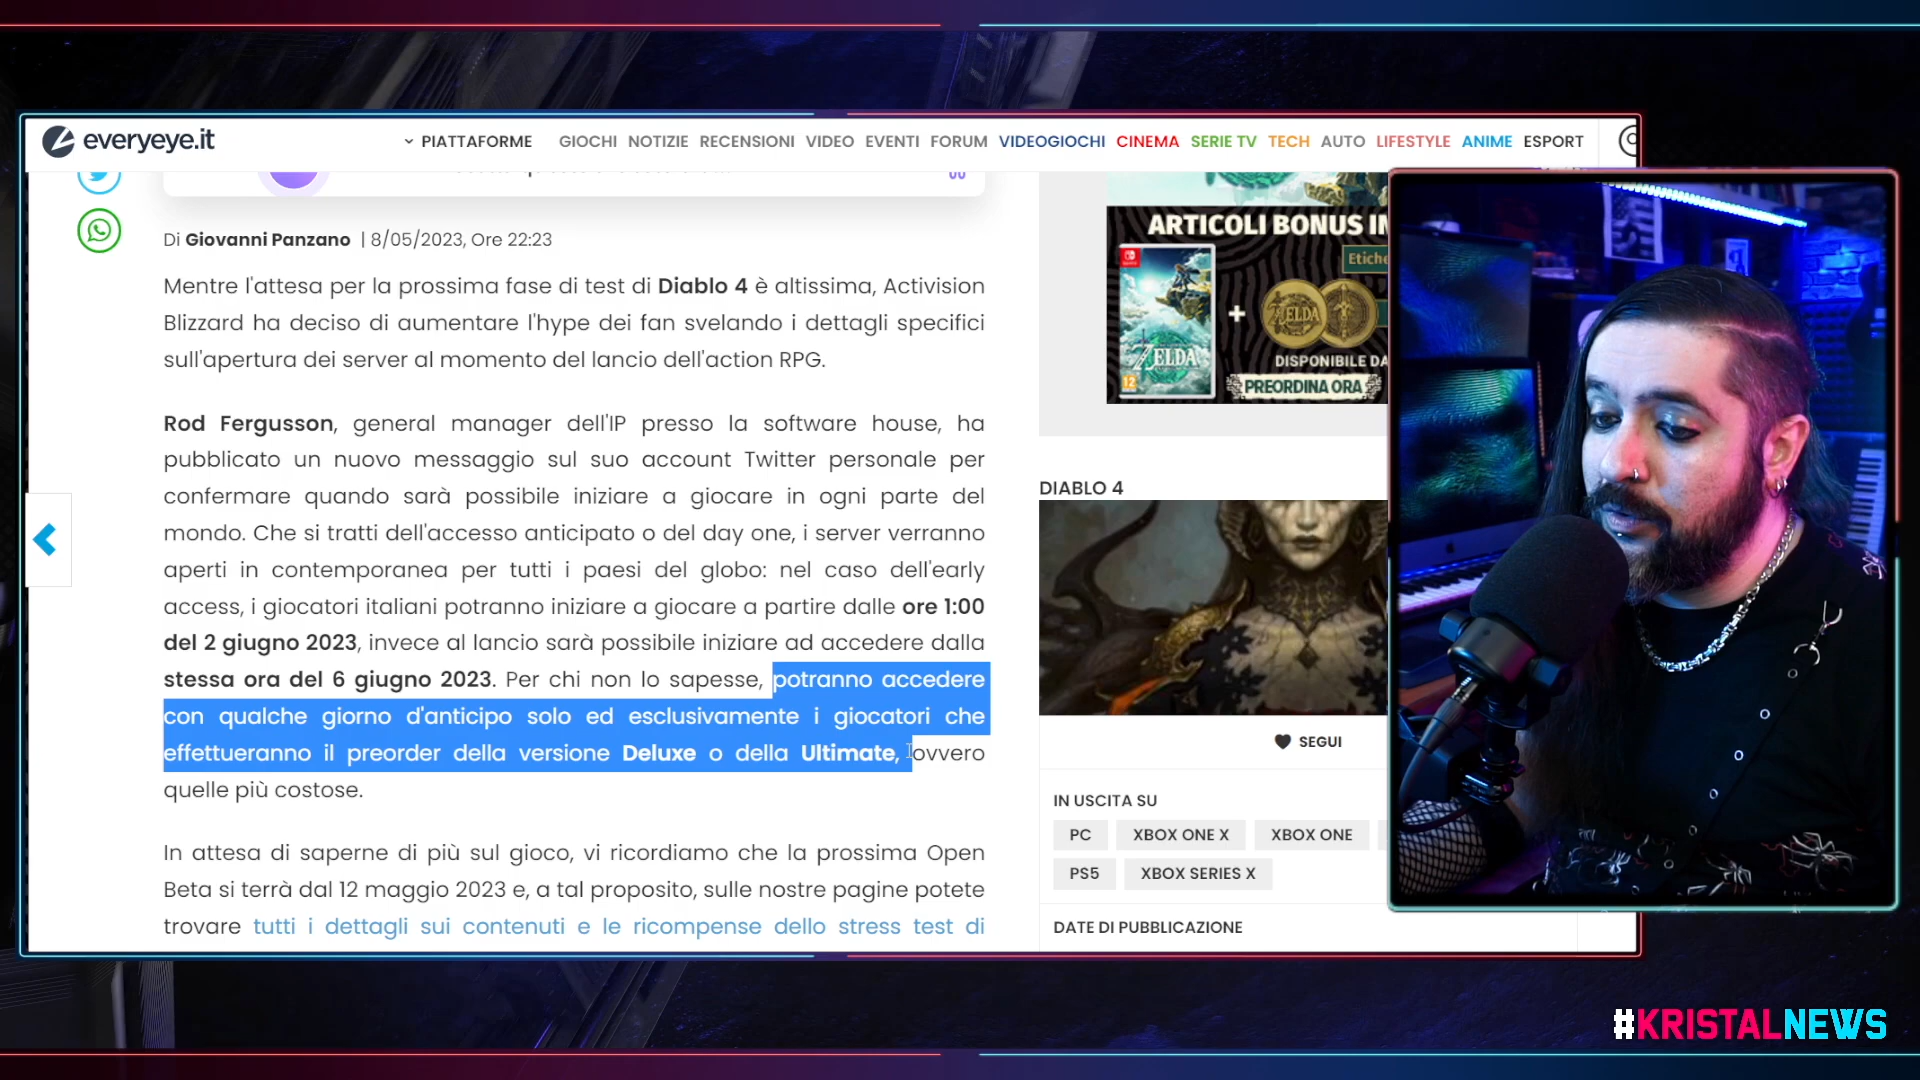 everyeye.it
PIATTAFORME GIOCHI NOTIZIE RECENSIONI VIDEO EVENTI FORUM VIDEOGIOCHI CINEMA SERIE TV TECH AUTO LIFESTYLE ANIME ESPORT
Di Giovanni Panzano | 8/05/2023, Ore 22:23
Mentre l'attesa per la prossima fase di test di Diablo 4 è altissima, Activision
Blizzard ha deciso di aumentare l'hype dei fan svelando i dettagli specifici
sull'apertura dei server al momento del lancio dell'action RPG.
Rod Fergusson, general manager dell'IP presso la software house, ha
pubblicato un nuovo messaggio sul suo account Twitter personale per
confermare quando sarà possibile iniziare a giocare in ogni parte del
mondo. Che si tratti dell'accesso anticipato o del day one, i server verranno
aperti in contemporanea per tutti i paesi del globo: nel caso dell'early
access, i giocatori italiani potranno iniziare a giocare a partire dalle ore 1:00
del 2 giugno 2023, invece al lancio sarà possibile iniziare ad accedere dalla
stessa ora del 6 giugno 2023. Per chi non lo sapesse, potranno accedere
con qualche giorno d'anticipo solo ed esclusivamente i giocatori che
effettueranno il preorder della versione Deluxe o della Ultimate, ovvero
quelle più costose.
In attesa di saperne di più sul gioco, vi ricordiamo che la prossima Open
Beta si terrà dal 12 maggio 2023 e, a tal proposito, sulle nostre pagine potete
trovare tutti i dettagli sui contenuti e le ricompense dello stress test di
ARTICOLI BONUS IN
Etiche
ZELDA
12
+
ZELDA
DISPONIBILE DA
PREORDINA ORA
DIABLO 4
SEGUI
IN USCITA SU
PC XBOX ONE X XBOX ONE
PS5 XBOX SERIES X
DATE DI PUBBLICAZIONE
#KRISTALNEWS